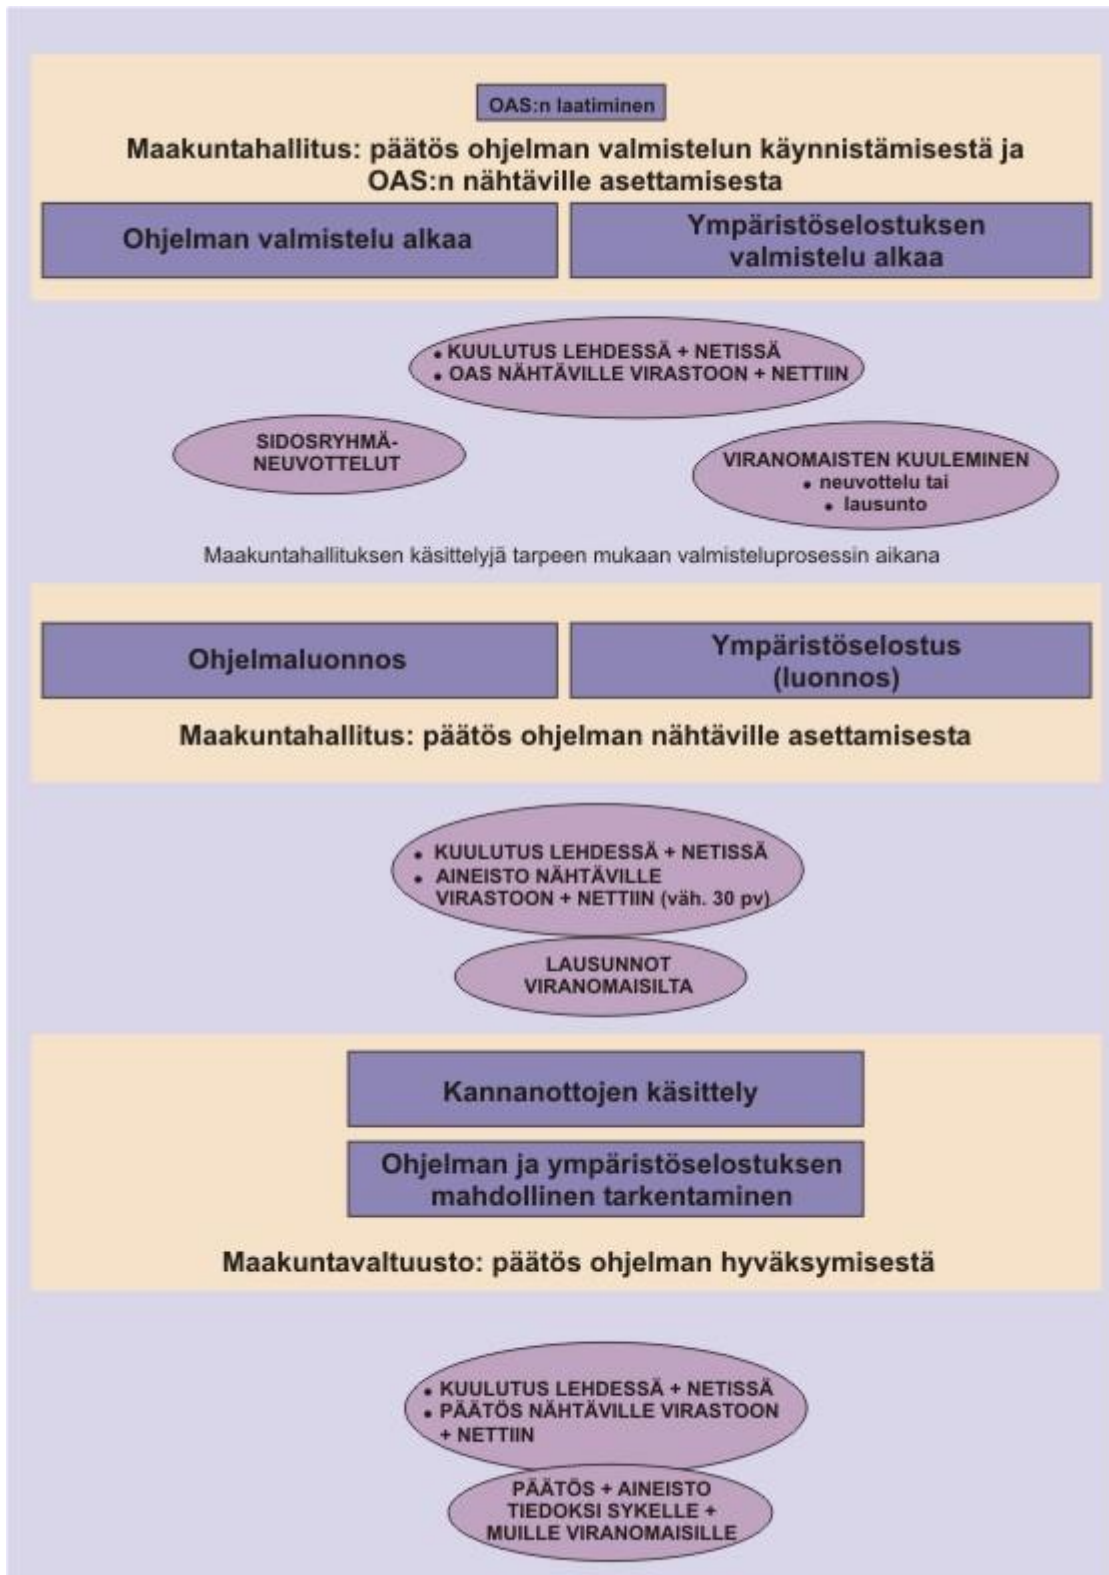 OAS:n laatiminen
Maakuntahallitus: päätös ohjelman valmistelun käynnistämisestä ja
OAS:n nähtäville asettamisesta
Ohjelman valmistelu alkaa
Ympäristöselostuksen
valmistelu alkaa
• KUULUTUS LEHDESSÄ + NETISSÄ
• OAS NÄHTÄVILLE VIRASTOON + NETTIIN
SIDOSRYHMÄ-
NEUVOTTELUT
VIRANOMAISTEN KUULEMINEN
• neuvottelu tai
• lausunto
Maakuntahallituksen käsittelyjä tarpeen mukaan valmisteluprosessin aikana
Ohjelmaluonnos
Ympäristöselostus
(luonnos)
Maakuntahallitus: päätös ohjelman nähtäville asettamisesta
• KUULUTUS LEHDESSÄ + NETISSÄ
• AINEISTO NÄHTÄVILLE
VIRASTOON + NETTIIN (väh. 30 pv)
LAUSUNNOT
VIRANOMAISILTA
Kannanottojen käsittely
Ohjelman ja ympäristöselostuksen
mahdollinen tarkentaminen
Maakuntavaltuusto: päätös ohjelman hyväksymisestä
• KUULUTUS LEHDESSÄ + NETISSÄ
• PÄÄTÖS NÄHTÄVILLE VIRASTOON
+ NETTIIN
PÄÄTÖS + AINEISTO
TIEDOKSI SYKELLE +
MUILLE VIRANOMAISILLE